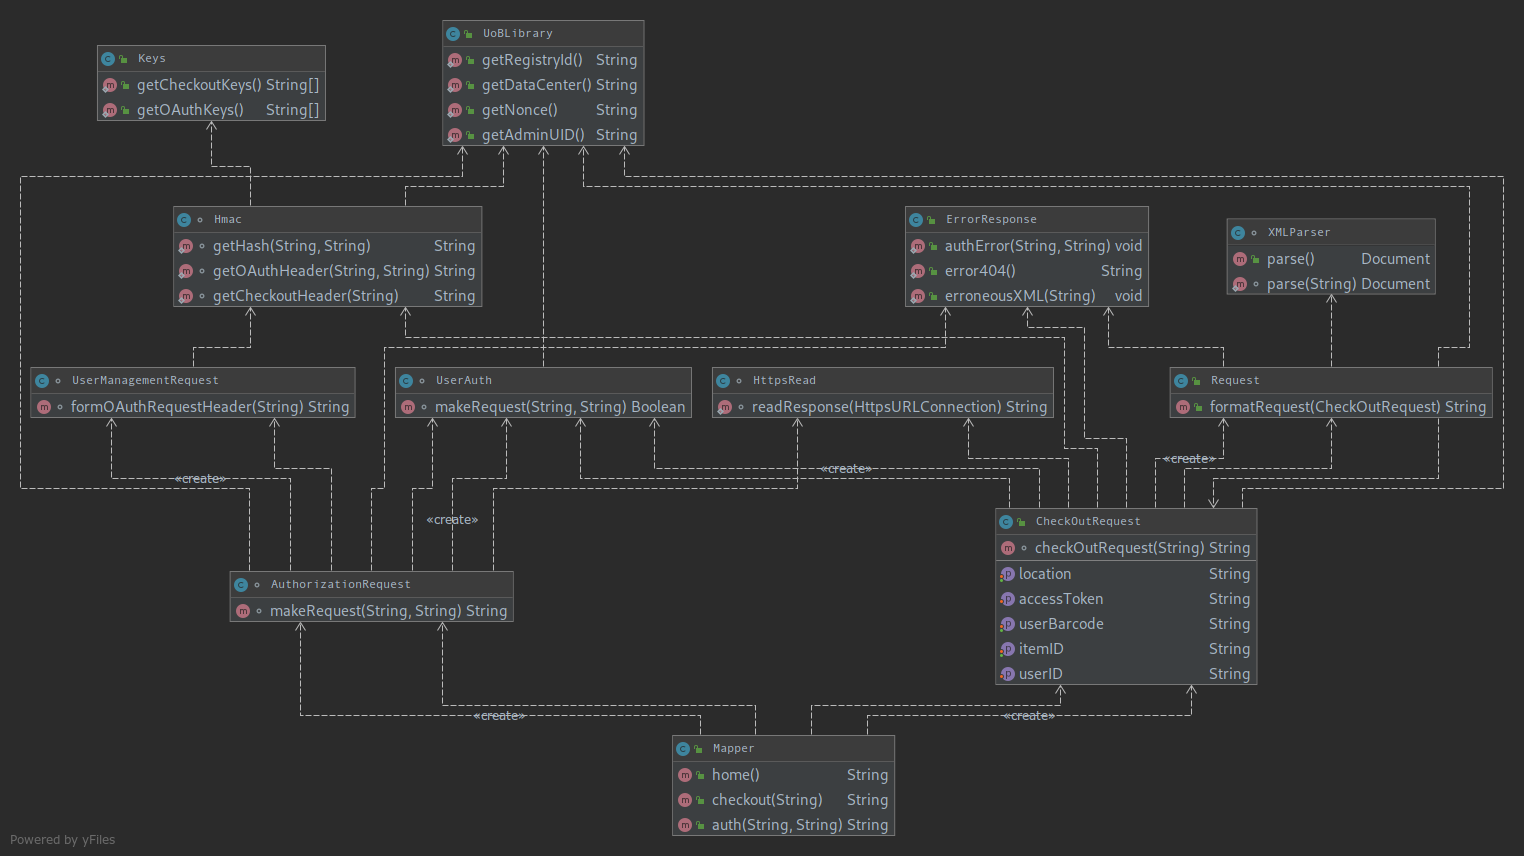 Keys
getCheckoutKeys() String[]
getOAuthKeys() String[]
UoBLibrary
getRegistryId() String
getDataCenter() String
getNonce() String
getAdminUID() String
Hmac
getHash(String, String) String
getOAuthHeader(String, String) String
getCheckoutHeader(String) String
ErrorResponse
authError(String, String) void
error404() String
erroneousXML(String) void
XMLParser
parse() Document
parse(String) Document
UserManagementRequest
formOAuthRequestHeader(String) String
UserAuth
makeRequest(String, String) Boolean
HttpsRead
readResponse(HttpsURLConnection) String
Request
formatRequest(CheckOutRequest) String
«create»
«create»
«create»
«create»
CheckOutRequest
checkOutRequest(String) String
location String
accessToken String
userBarcode String
itemID String
userID String
AuthorizationRequest
makeRequest(String, String) String
«create»
«create»
Mapper
home() String
checkout(String) String
auth(String, String) String
Powered by yFiles